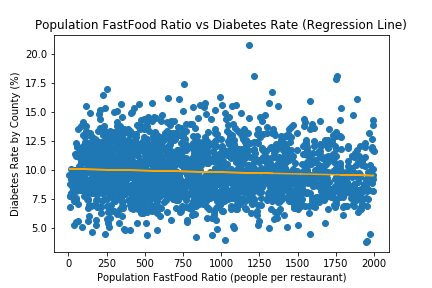 Population FastFood Ratio vs Diabetes Rate (Regression Line)
Diabetes Rate by County (%)
20.0
17.5
15.0
12.5
10.0
7.5
5.0
0 250 500 750 1000 1250 1500 1750 2000
Population FastFood Ratio (people per restaurant)